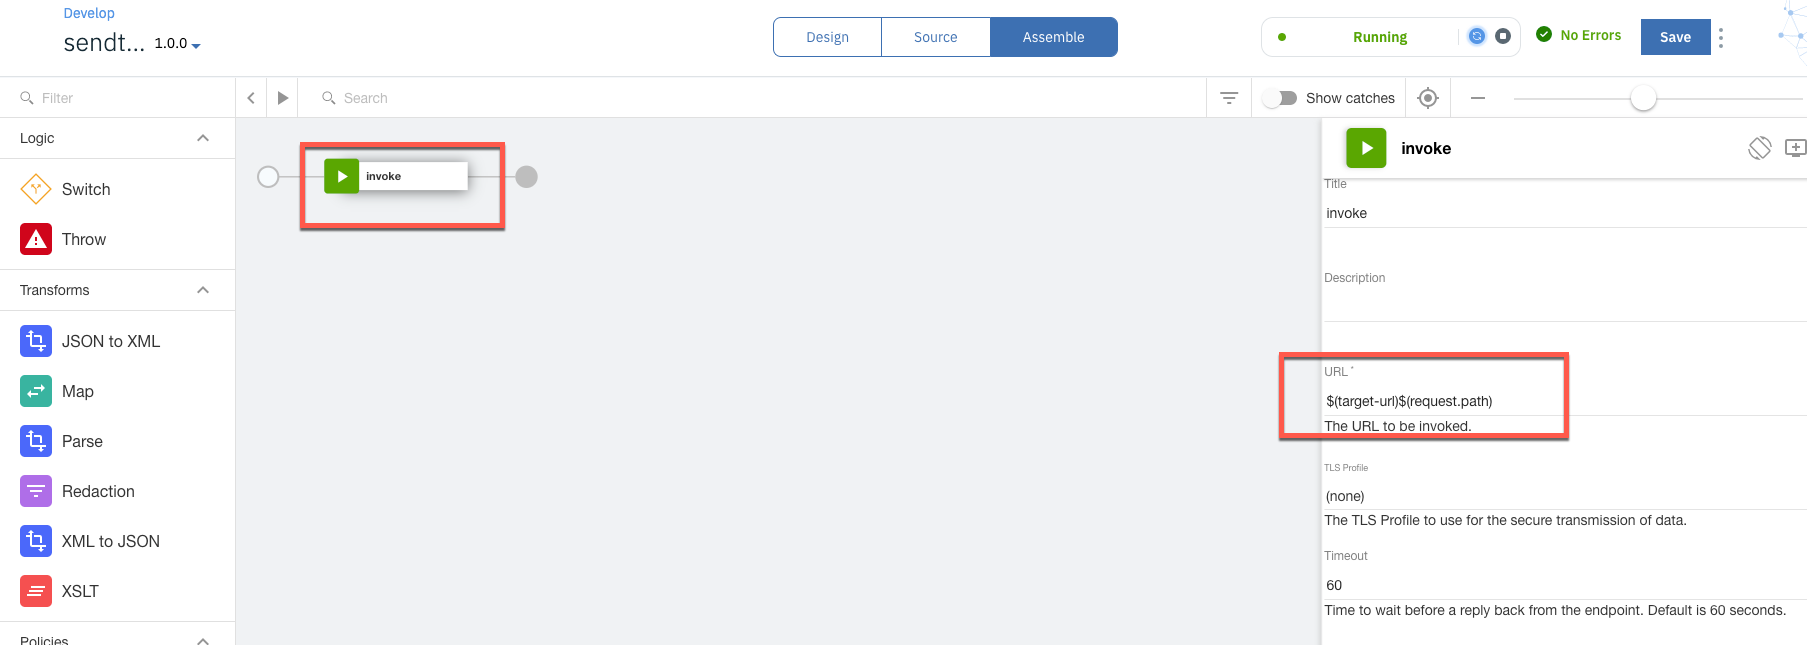 Develop
sendt... 1.0.0
Design
Source
Assemble
Running
No Errors
Save
Filter
Search
Show catches
Logic
Switch
Throw
Transforms
JSON to XML
Map
Parse
Redaction
XML to JSON
XSLT
Policies
invoke
invoke
Title
invoke
Description
URL *
$(target-url)$(request.path)
The URL to be invoked.
TLS Profile
(none)
The TLS Profile to use for the secure transmission of data.
Timeout
60
Time to wait before a reply back from the endpoint. Default is 60 seconds.